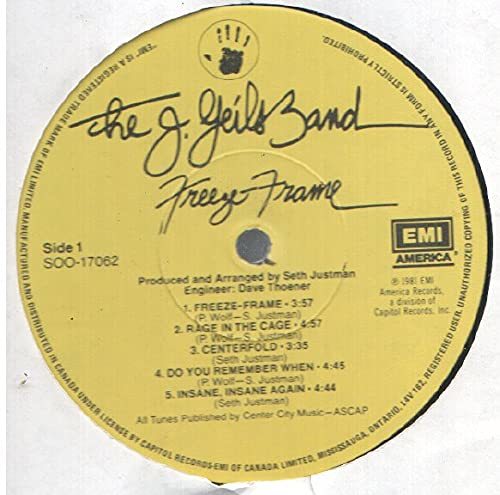 The J. Geils Band
Freeze-Frame
Side 1
SOO-17062
EMI
AMERICA
℗ 1981 EMI
America Records,
a division of
Capitol Records, Inc.
Produced and Arranged by Seth Justman
Engineer: Dave Thoener
1. FREEZE-FRAME • 3:57
(P. Wolf—S. Justman)
2. RAGE IN THE CAGE • 4:57
(P. Wolf—S. Justman)
3. CENTERFOLD • 3:35
(Seth Justman)
4. DO YOU REMEMBER WHEN • 4:45
(P. Wolf—S. Justman)
5. INSANE, INSANE AGAIN • 4:44
(Seth Justman)
All Tunes Published by Center City Music—ASCAP
"EMI" IS A REGISTERED TRADE MARK OF EMI LIMITED. MANUFACTURED AND DISTRIBUTED IN CANADA UNDER LICENSE BY CAPITOL RECORDS-EMI OF CANADA LIMITED, MISSISSAUGA, ONTARIO, L4V 1S2, REGISTERED USER. UNAUTHORIZED COPYING OF THIS RECORD IN ANY FORM IS STRICTLY PROHIBITED.